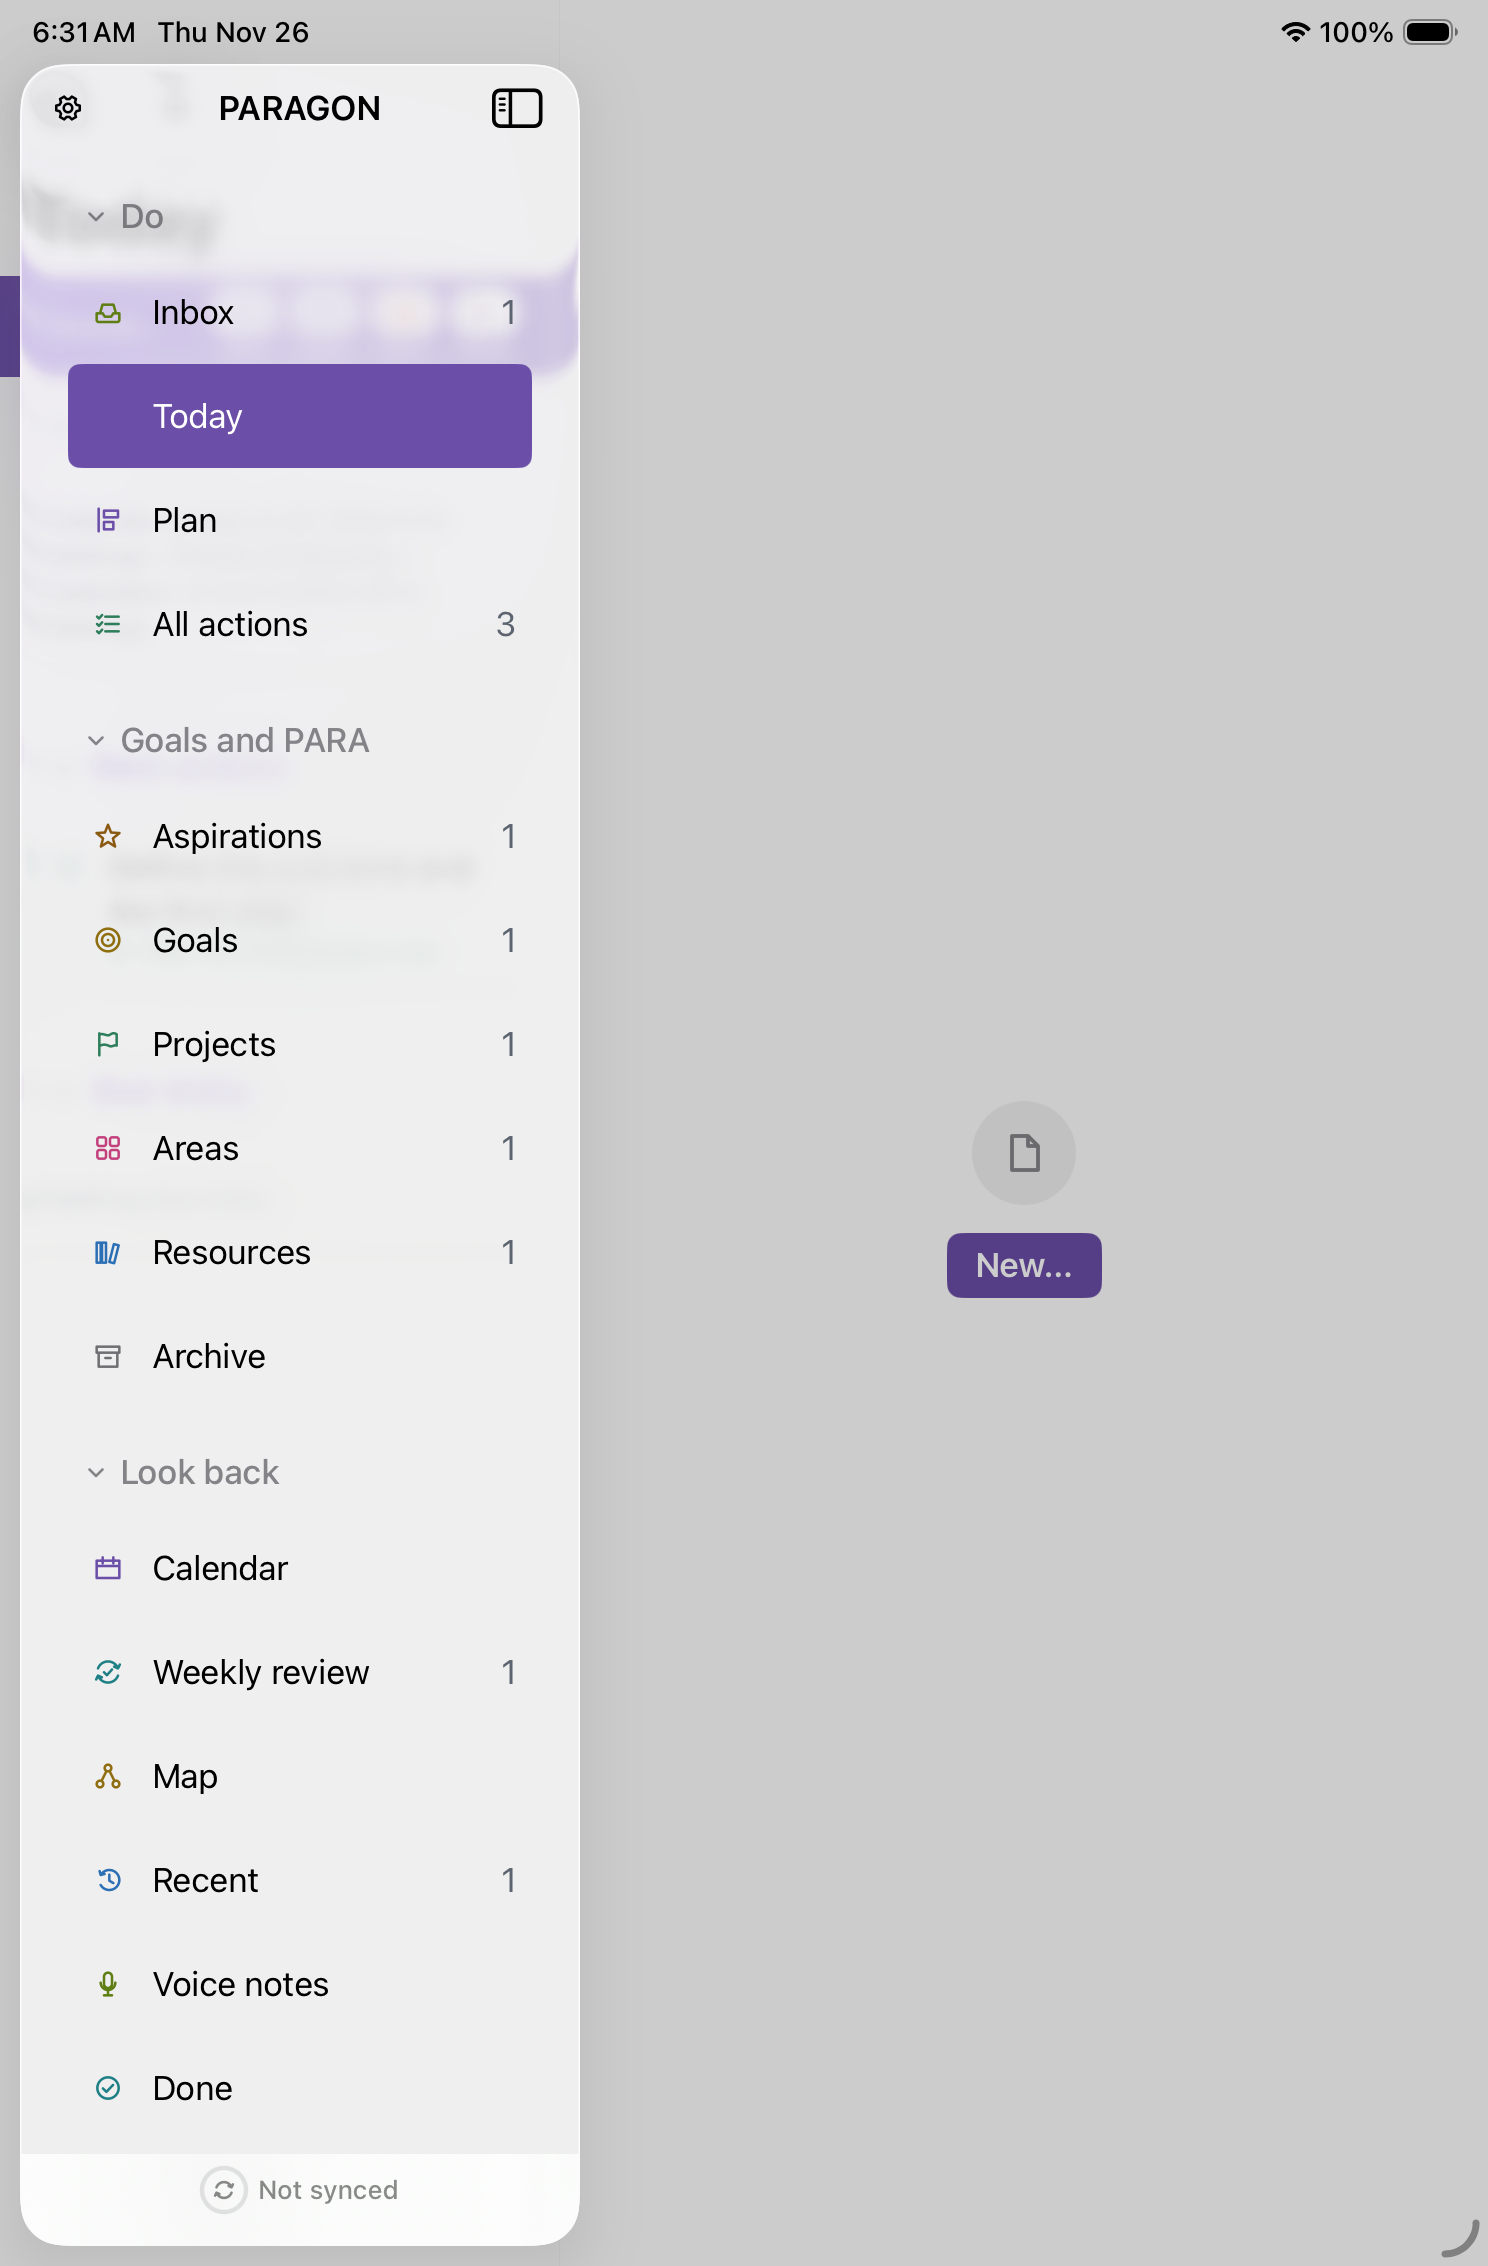 6:31 AM Thu Nov 26
100%
PARAGON
Do
Inbox 1
Today
Plan
All actions 3
Goals and PARA
Aspirations 1
Goals 1
Projects 1
Areas 1
Resources 1
Archive
Look back
Calendar
Weekly review 1
Map
Recent 1
Voice notes
Done
Not synced
New...